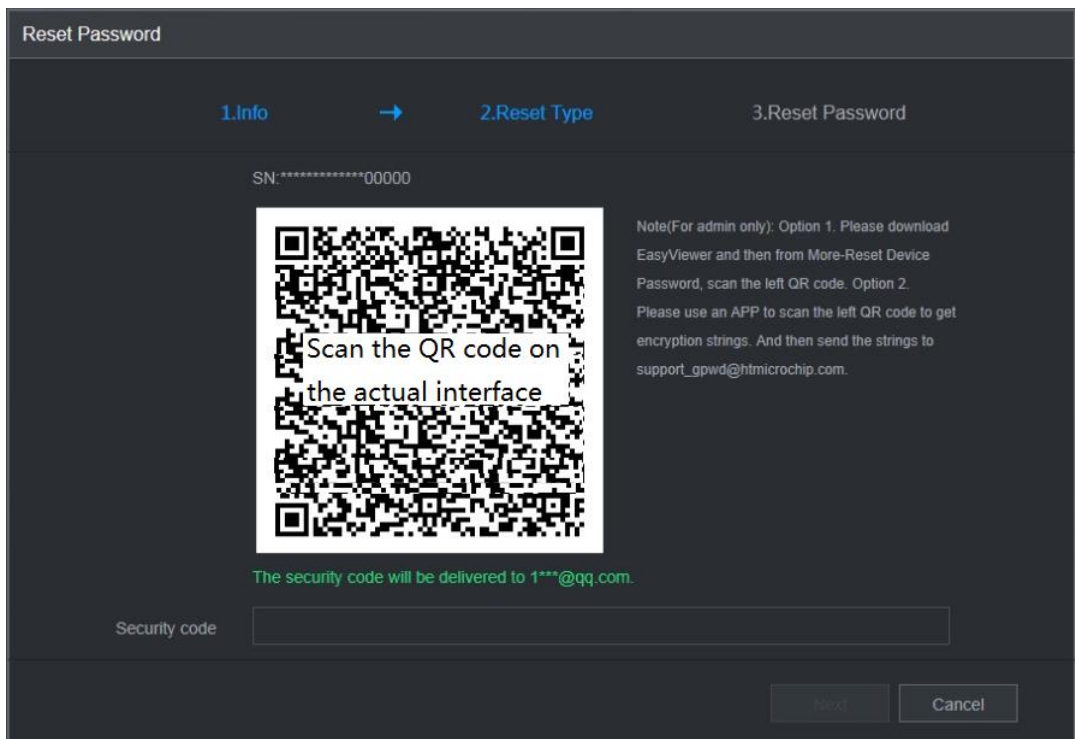 Reset Password
1.Info → 2.Reset Type 3.Reset Password
SN:*************00000
Note(For admin only): Option 1. Please download
EasyViewer and then from More-Reset Device
Password, scan the left QR code. Option 2.
Please use an APP to scan the left QR code to get
encryption strings. And then send the strings to
support_gpwd@htmicrochip.com.
Scan the QR code on
the actual interface
The security code will be delivered to 1***@qq.com.
Security code
Next Cancel